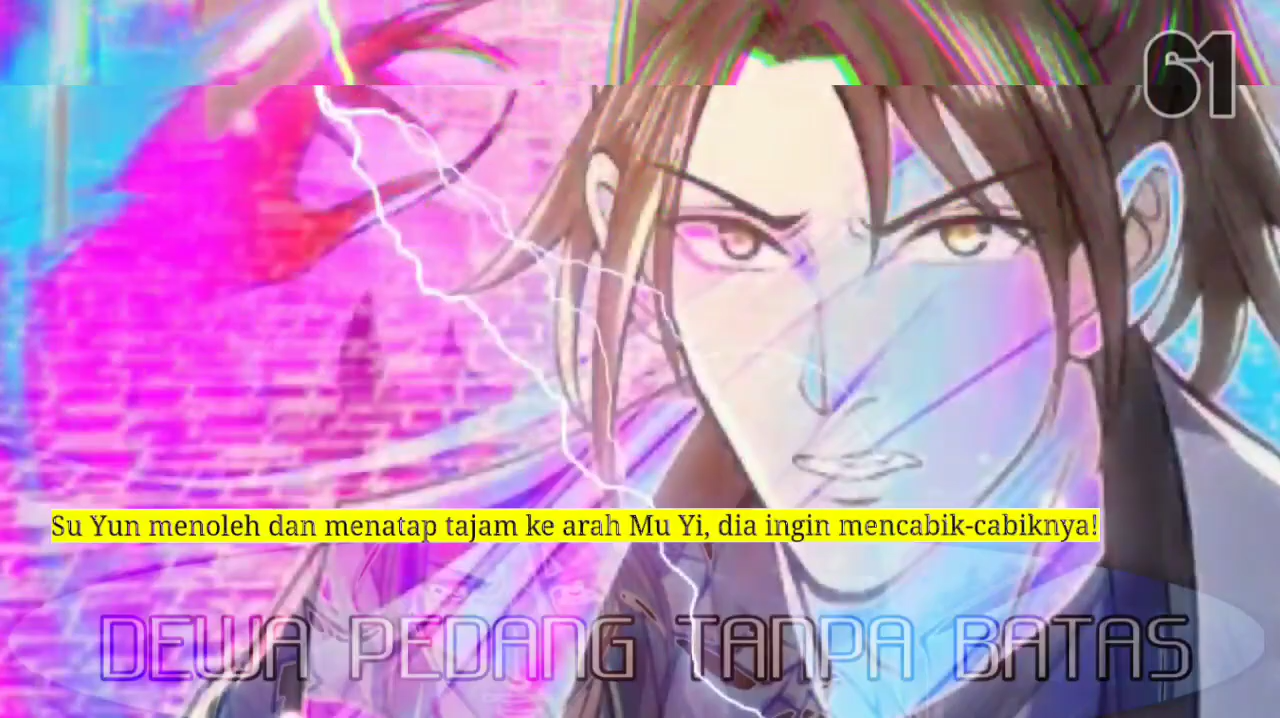 61
Su Yun menoleh dan menatap tajam ke arah Mu Yi, dia ingin mencabik-cabiknya!
DEWA PEDANG TANPA BATAS